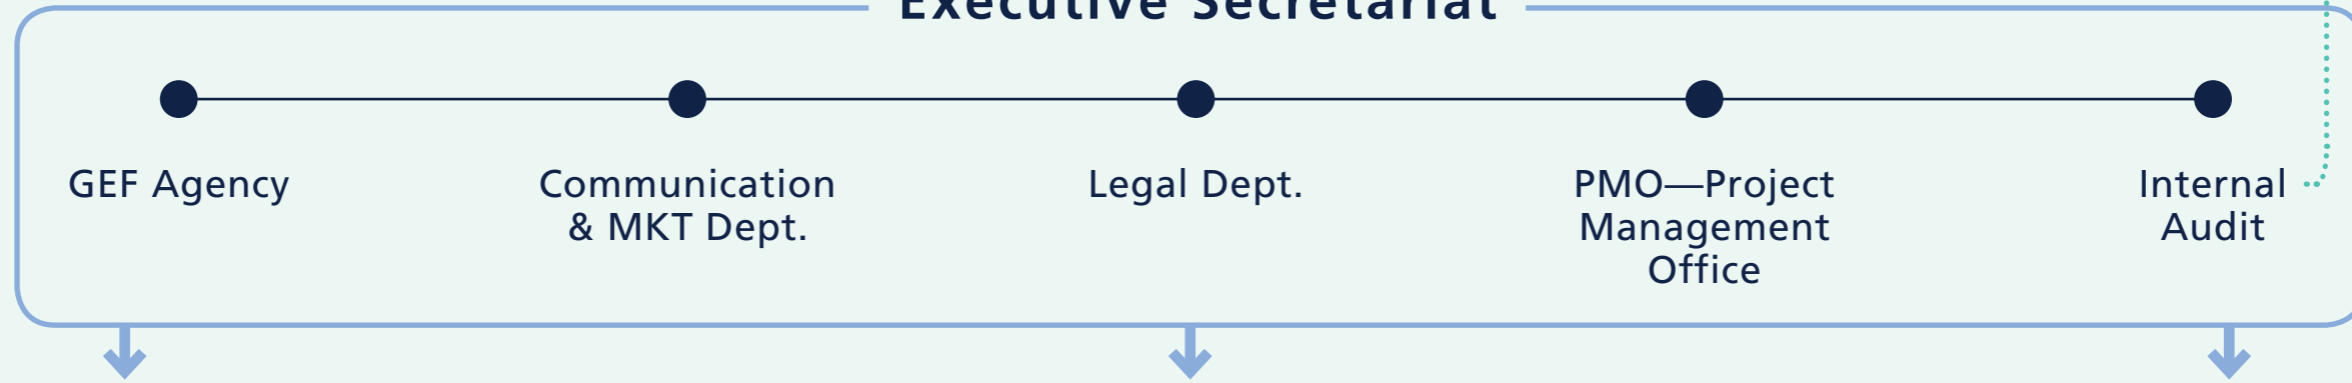 Executive Secretariat
GEF Agency
Communication
& MKT Dept.
Legal Dept.
PMO—Project
Management
Office
Internal
Audit